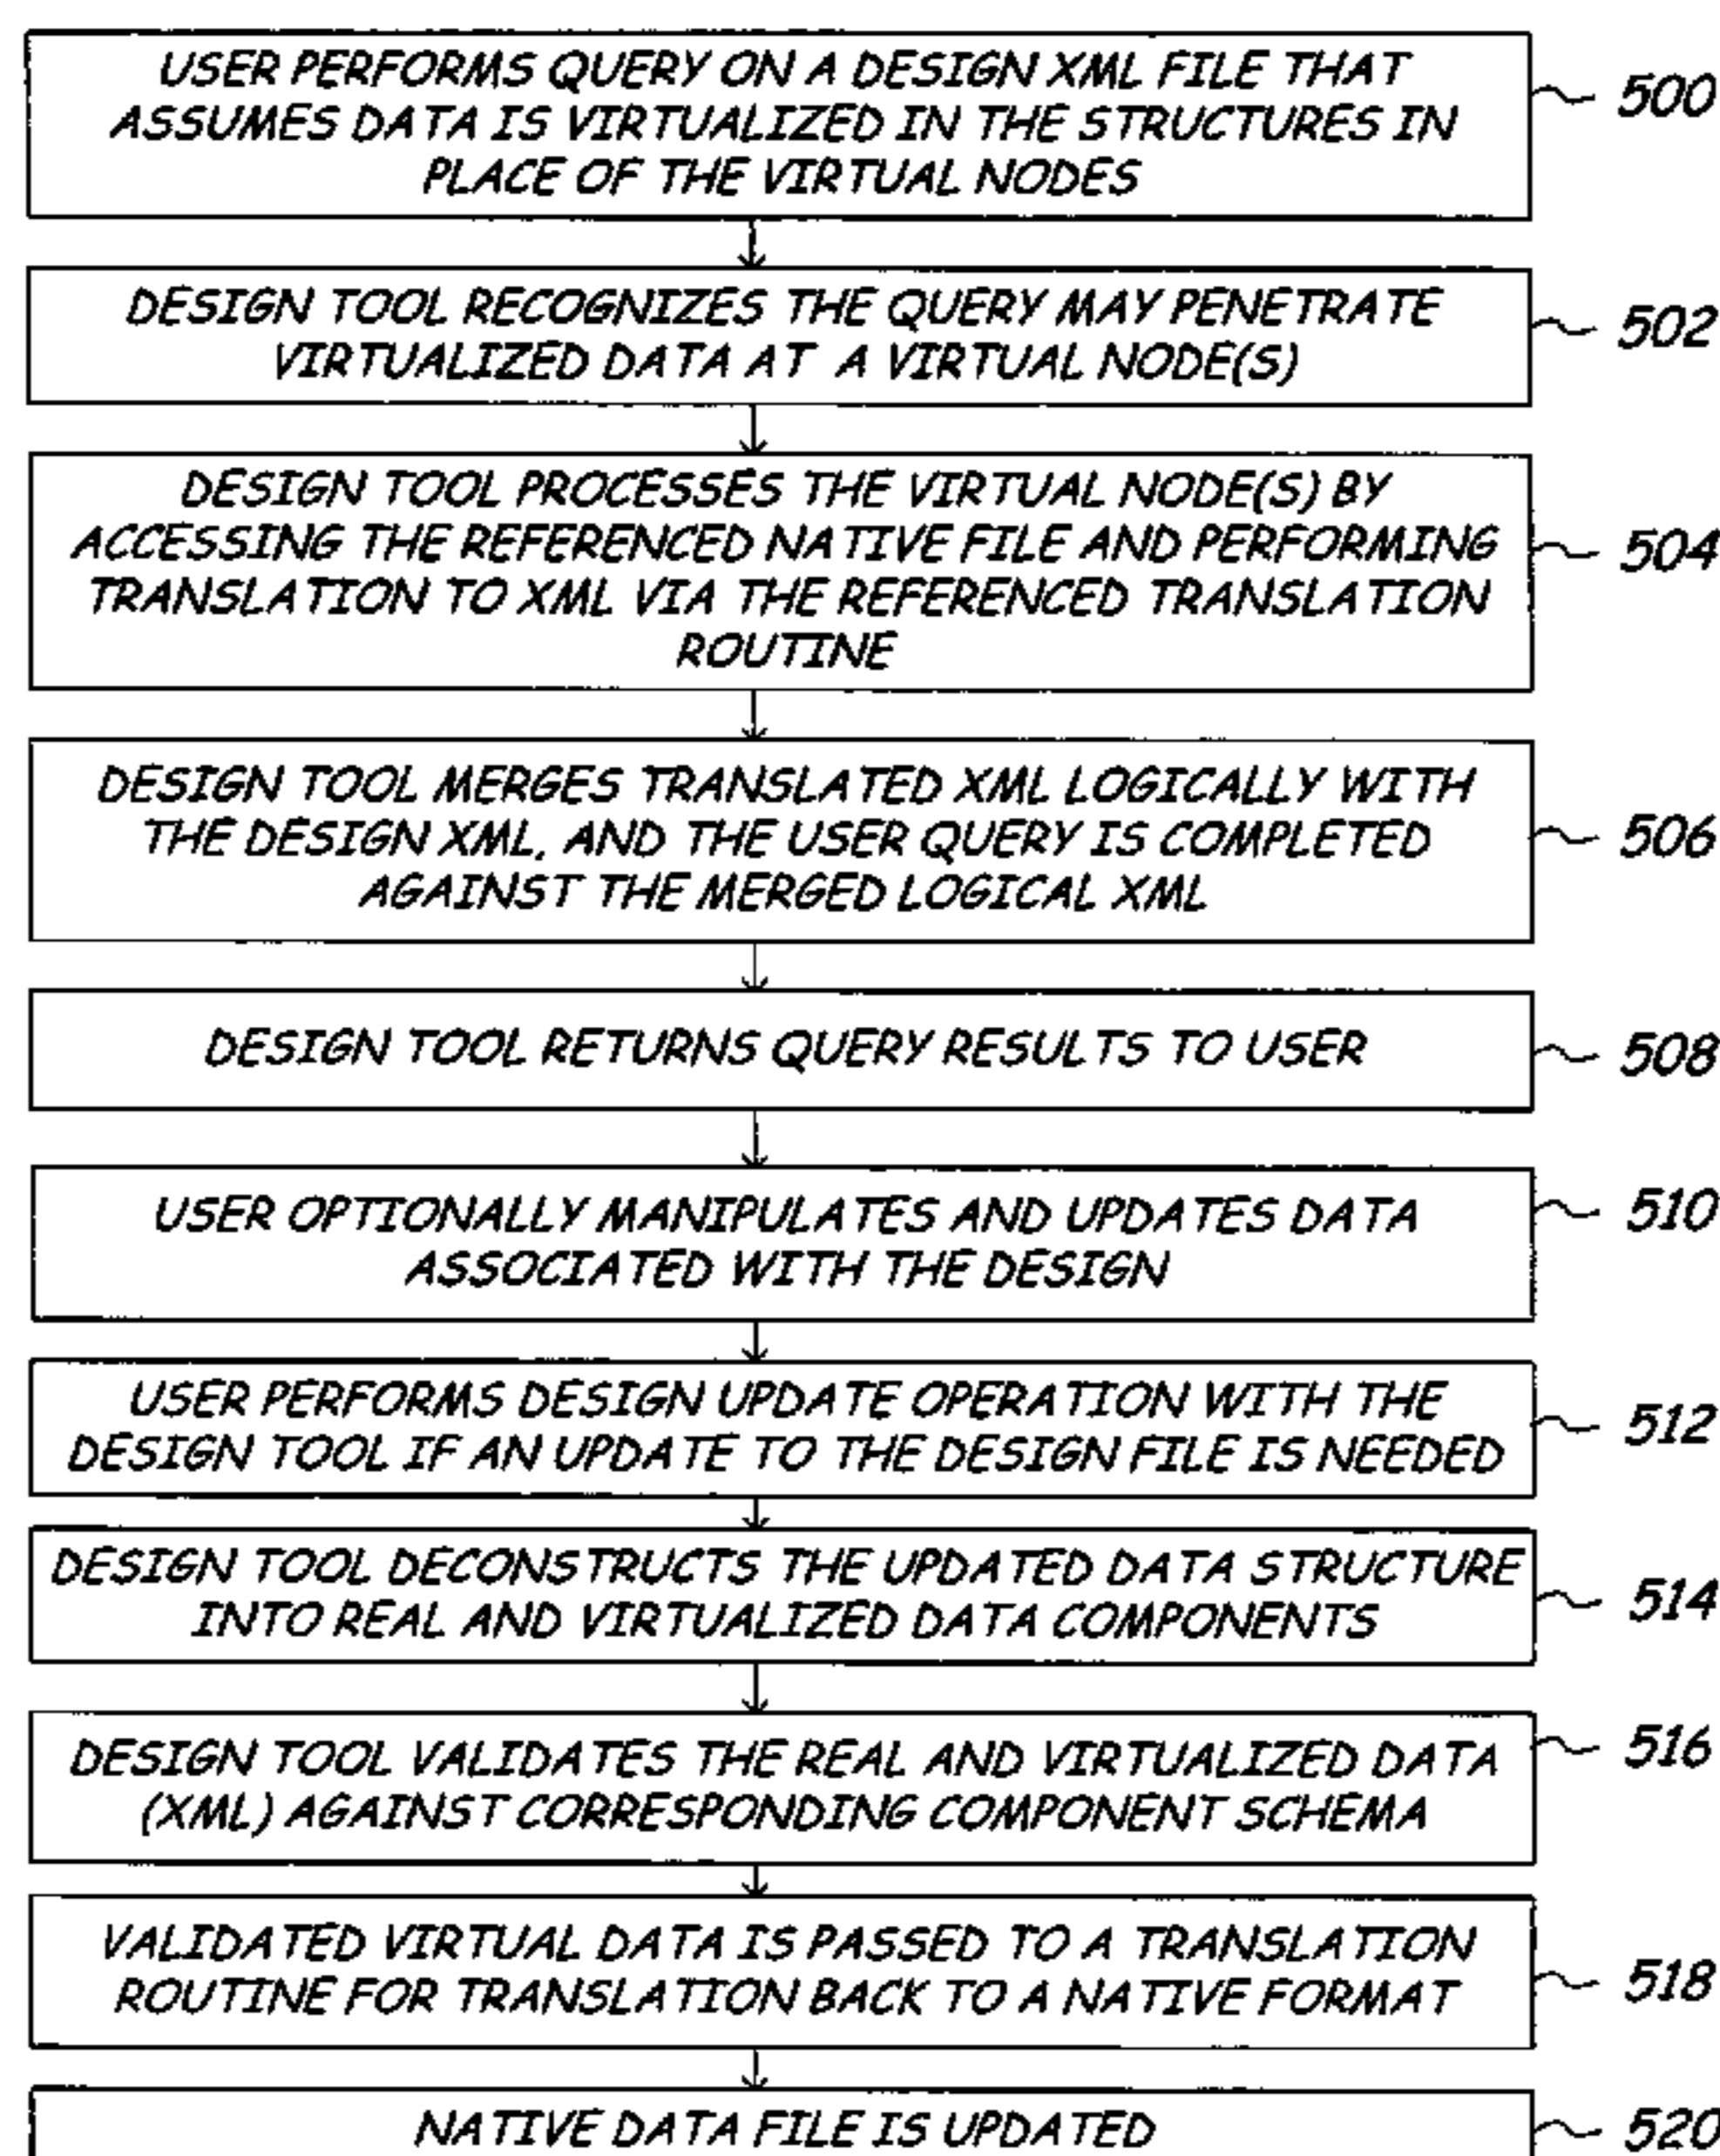 USER PERFORMS QUERY ON A DESIGN XML FILE THAT
ASSUMES DATA IS VIRTUALIZED IN THE STRUCTURES IN
PLACE OF THE VIRTUAL NODES
500
DESIGN TOOL RECOGNIZES THE QUERY MAY PENETRATE
VIRTUALIZED DATA AT A VIRTUAL NODE(S)
502
DESIGN TOOL PROCESSES THE VIRTUAL NODE(S) BY
ACCESSING THE REFERENCED NATIVE FILE AND PERFORMING
TRANSLATION TO XML VIA THE REFERENCED TRANSLATION
ROUTINE
504
DESIGN TOOL MERGES TRANSLATED XML LOGICALLY WITH
THE DESIGN XML, AND THE USER QUERY IS COMPLETED
AGAINST THE MERGED LOGICAL XML
506
DESIGN TOOL RETURNS QUERY RESULTS TO USER
508
USER OPTIONALLY MANIPULATES AND UPDATES DATA
ASSOCIATED WITH THE DESIGN
510
USER PERFORMS DESIGN UPDATE OPERATION WITH THE
DESIGN TOOL IF AN UPDATE TO THE DESIGN FILE IS NEEDED
512
DESIGN TOOL DECONSTRUCTS THE UPDATED DATA STRUCTURE
INTO REAL AND VIRTUALIZED DATA COMPONENTS
514
DESIGN TOOL VALIDATES THE REAL AND VIRTUALIZED DATA
(XML) AGAINST CORRESPONDING COMPONENT SCHEMA
516
VALIDATED VIRTUAL DATA IS PASSED TO A TRANSLATION
ROUTINE FOR TRANSLATION BACK TO A NATIVE FORMAT
518
NATIVE DATA FILE IS UPDATED
520